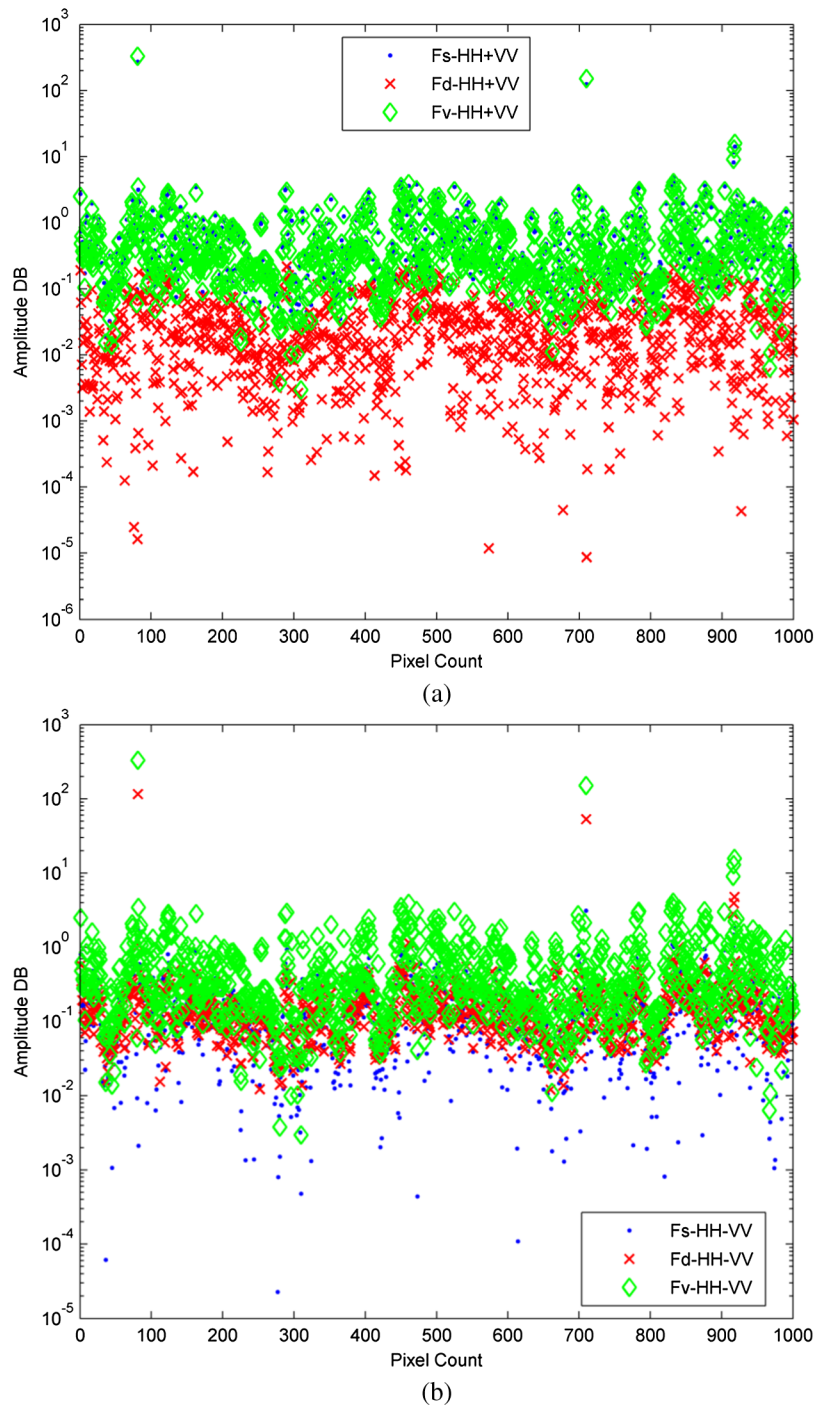 10^3
10^2
10^1
10^0
10^-1
10^-2
10^-3
10^-4
10^-5
10^-6
Amplitude DB
Fs-HH+VV
Fd-HH+VV
Fv-HH+VV
0 100 200 300 400 500 600 700 800 900 1000
Pixel Count
(a)
10^3
10^2
10^1
10^0
10^-1
10^-2
10^-3
10^-4
10^-5
Amplitude DB
Fs-HH-VV
Fd-HH-VV
Fv-HH-VV
0 100 200 300 400 500 600 700 800 900 1000
Pixel Count
(b)